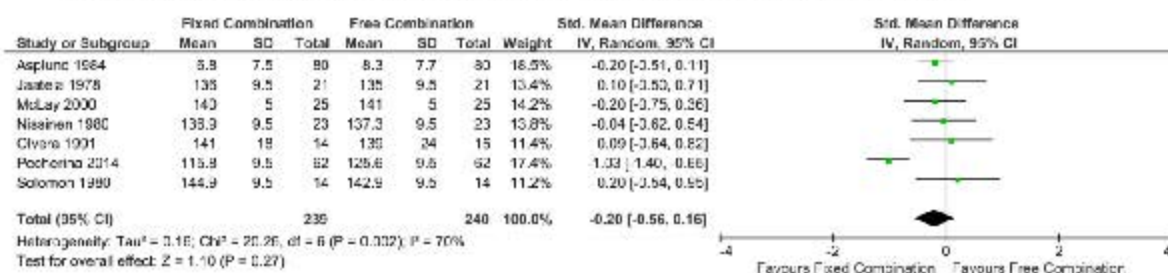 Fixed Combination Free Combination Std. Mean Difference Std. Mean Difference
Study or Subgroup Mean SD Total Mean SD Total Weight IV, Random, 95% CI IV, Random, 95% CI
Asplund 1984 6.8 7.5 80 8.3 7.7 80 18.5% -0.20 [-0.51, 0.11]
Jaatela 1978 136 9.5 21 135 9.5 21 13.4% 0.10 [-0.50, 0.71]
McLay 2000 140 5 25 141 5 25 14.2% -0.20 [-0.75, 0.36]
Nissinen 1980 136.9 9.5 23 137.3 9.5 23 13.8% -0.04 [-0.62, 0.54]
1991 141 18 14 139 24 15 11.4% 0.09 [-0.64, 0.82]
2014 115.8 9.5 62 125.6 9.5 62 17.4% -1.03 [-1.40, -0.65]
Solomon 1980 144.9 9.5 14 142.9 9.5 14 11.2% 0.20 [-0.54, 0.95]
Total (95% CI) 239 240 100.0% -0.20 [-0.56, 0.16]
Heterogeneity: Tau² = 0.16; Chi² = 20.26, df = 6 (P = 0.002); I² = 70%
Test for overall effect: Z = 1.10 (P = 0.27)
-4 -2 0 2 4
Favours Fixed Combination Favours Free Combination